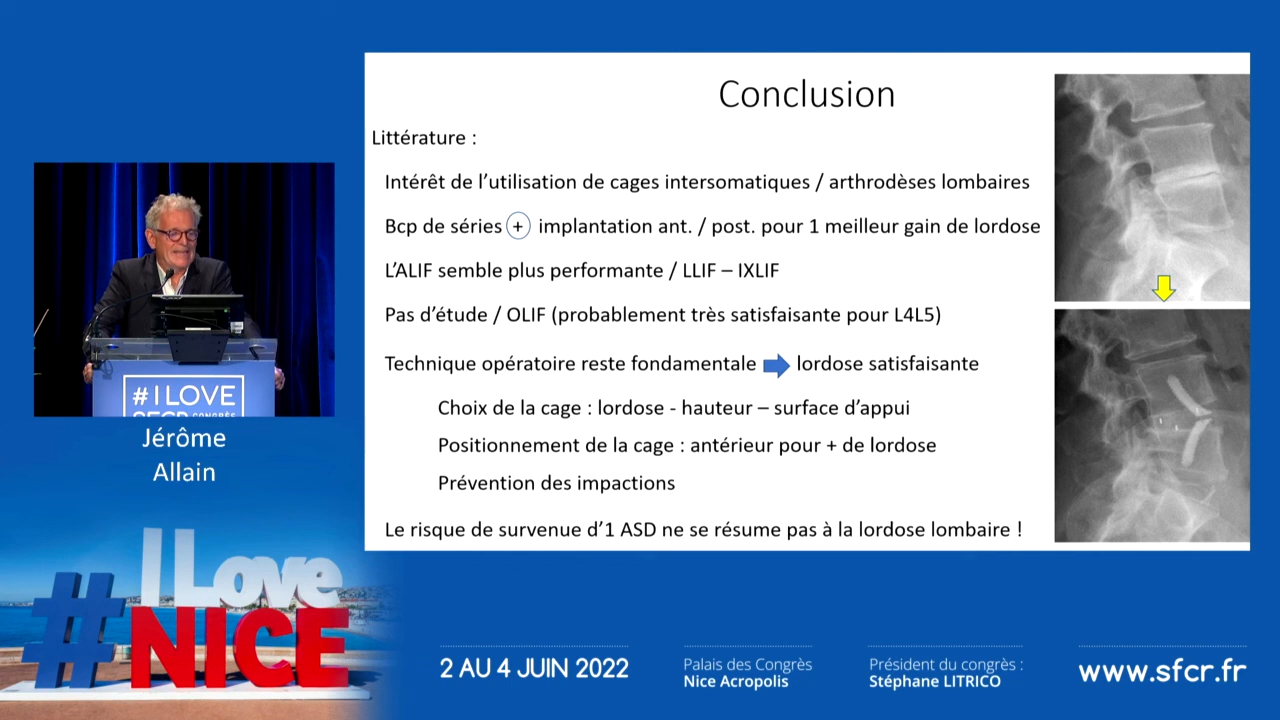 Conclusion
Littérature :
Intérêt de l’utilisation de cages intersomatiques / arthrodèses lombaires
Bcp de séries + implantation ant. / post. pour 1 meilleur gain de lordose
L’ALIF semble plus performante / LLIF – IXLIF
Pas d’étude / OLIF (probablement très satisfaisante pour L4L5)
Technique opératoire reste fondamentale lordose satisfaisante
Choix de la cage : lordose - hauteur – surface d’appui
Positionnement de la cage : antérieur pour + de lordose
Prévention des impactions
Le risque de survenue d’1 ASD ne se résume pas à la lordose lombaire !
# I LOVE
SFCR CONGRÈS
Jérôme
Allain
# I Love
NICE
2 AU 4 JUIN 2022
Palais des Congrès
Nice Acropolis
Président du congrès :
Stéphane LITRICO
www.sfcr.fr